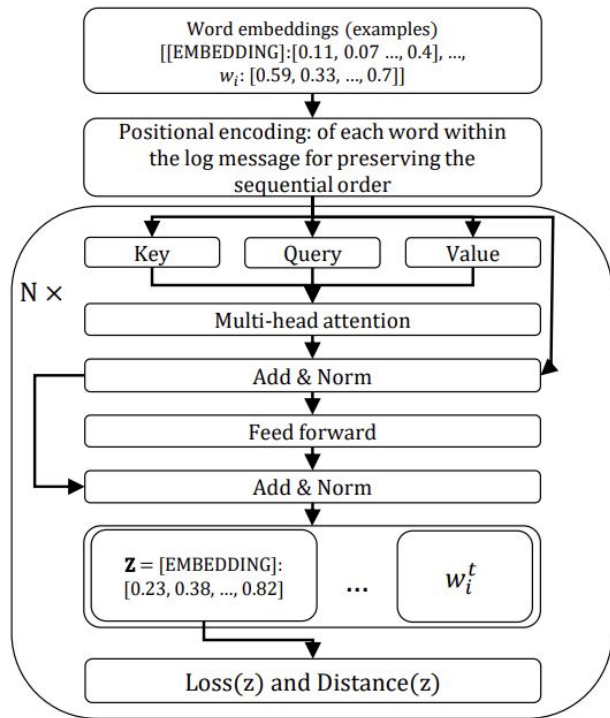 Word embeddings (examples)
[[EMBEDDING]:[0.11, 0.07 ..., 0.4], ...,
wᵢ: [0.59, 0.33, ..., 0.7]]
Positional encoding: of each word within
the log message for preserving the
sequential order
Key
Query
Value
N ×
Multi-head attention
Add & Norm
Feed forward
Add & Norm
Z = [EMBEDDING]:
[0.23, 0.38, ..., 0.82]
...
wᵢᵗ
Loss(z) and Distance(z)